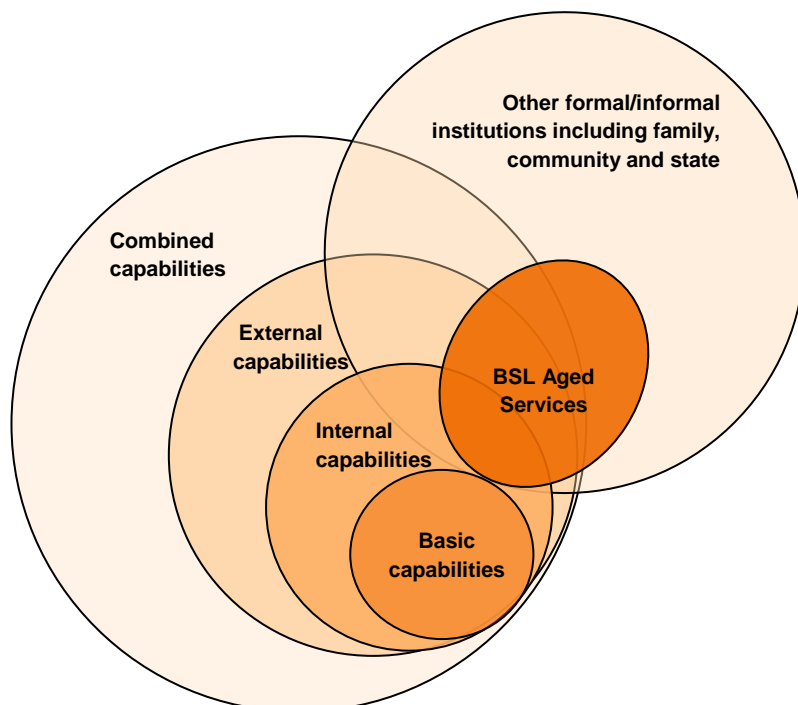 Other formal/informal
institutions including family,
community and state
Combined
capabilities
External
capabilities
BSL Aged
Services
Internal
capabilities
Basic
capabilities